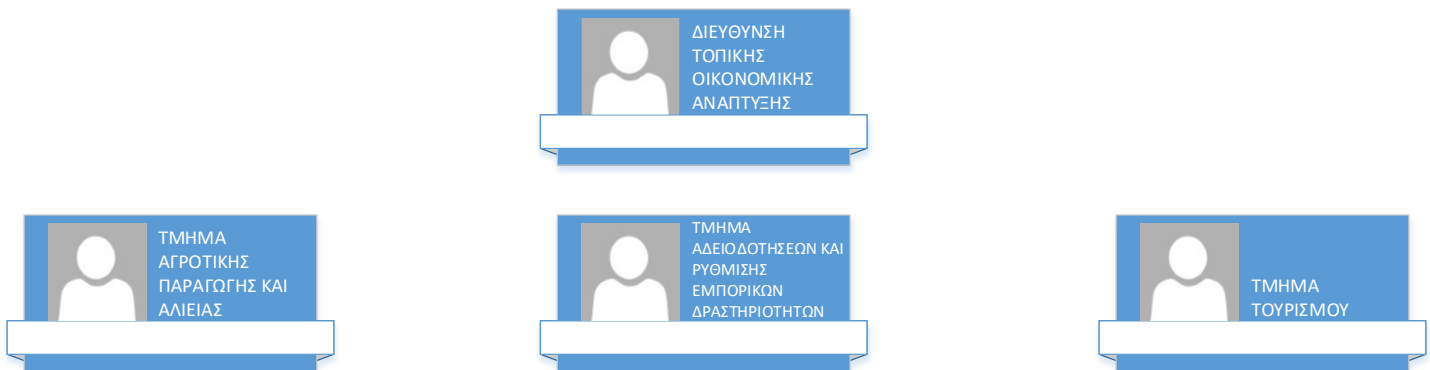 ΔΙΕΥΘΥΝΣΗ
ΤΟΠΙΚΗΣ
ΟΙΚΟΝΟΜΙΚΗΣ
ΑΝΑΠΤΥΞΗΣ
ΤΜΗΜΑ
ΑΓΡΟΤΙΚΗΣ
ΠΑΡΑΓΩΓΗΣ ΚΑΙ
ΑΛΙΕΙΑΣ
ΤΜΗΜΑ
ΑΔΕΙΟΔΟΤΗΣΕΩΝ ΚΑΙ
ΡΥΘΜΙΣΗΣ
ΕΜΠΟΡΙΚΩΝ
ΔΡΑΣΤΗΡΙΟΤΗΤΩΝ
ΤΜΗΜΑ
ΤΟΥΡΙΣΜΟΥ